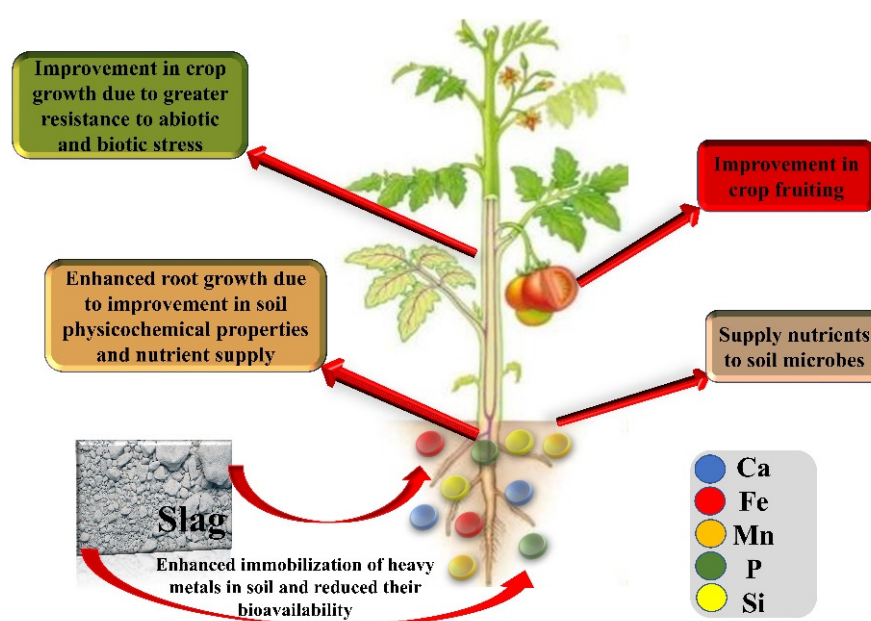 Improvement in crop
growth due to greater
resistance to abiotic
and biotic stress
Improvement in
crop fruiting
Enhanced root growth due
to improvement in soil
physicochemical properties
and nutrient supply
Supply nutrients
to soil microbes
Slag
Enhanced immobilization of heavy
metals in soil and reduced their
bioavailability
Ca
Fe
Mn
P
Si